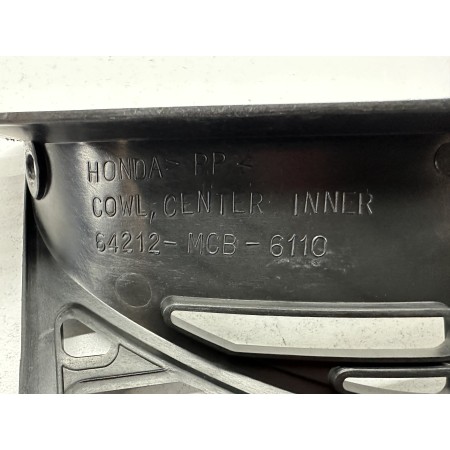 HONDA >PP<
COWL, CENTER INNER
64212-MCB-6110